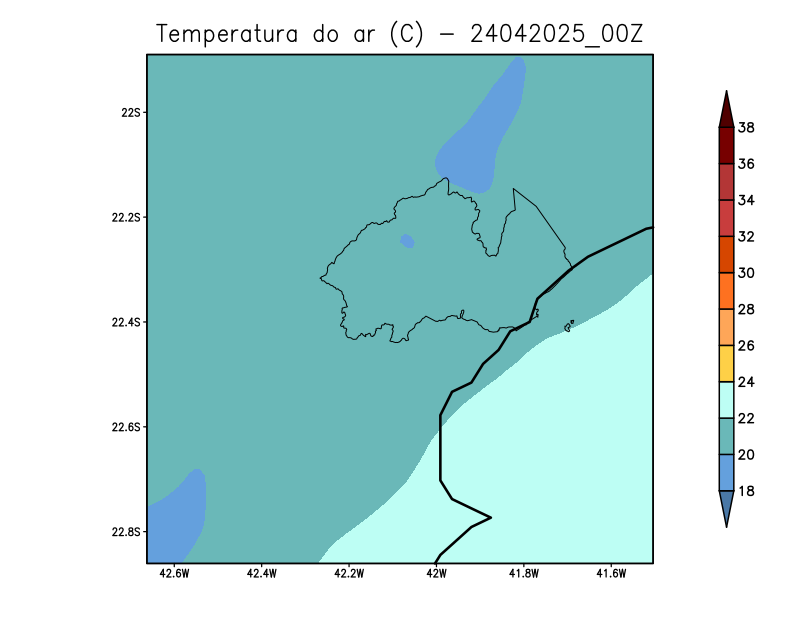 Temperatura do ar (C) – 24042025_00Z
22S
22.2S
22.4S
22.6S
22.8S
42.6W
42.4W
42.2W
42W
41.8W
41.6W
38
36
34
32
30
28
26
24
22
20
18